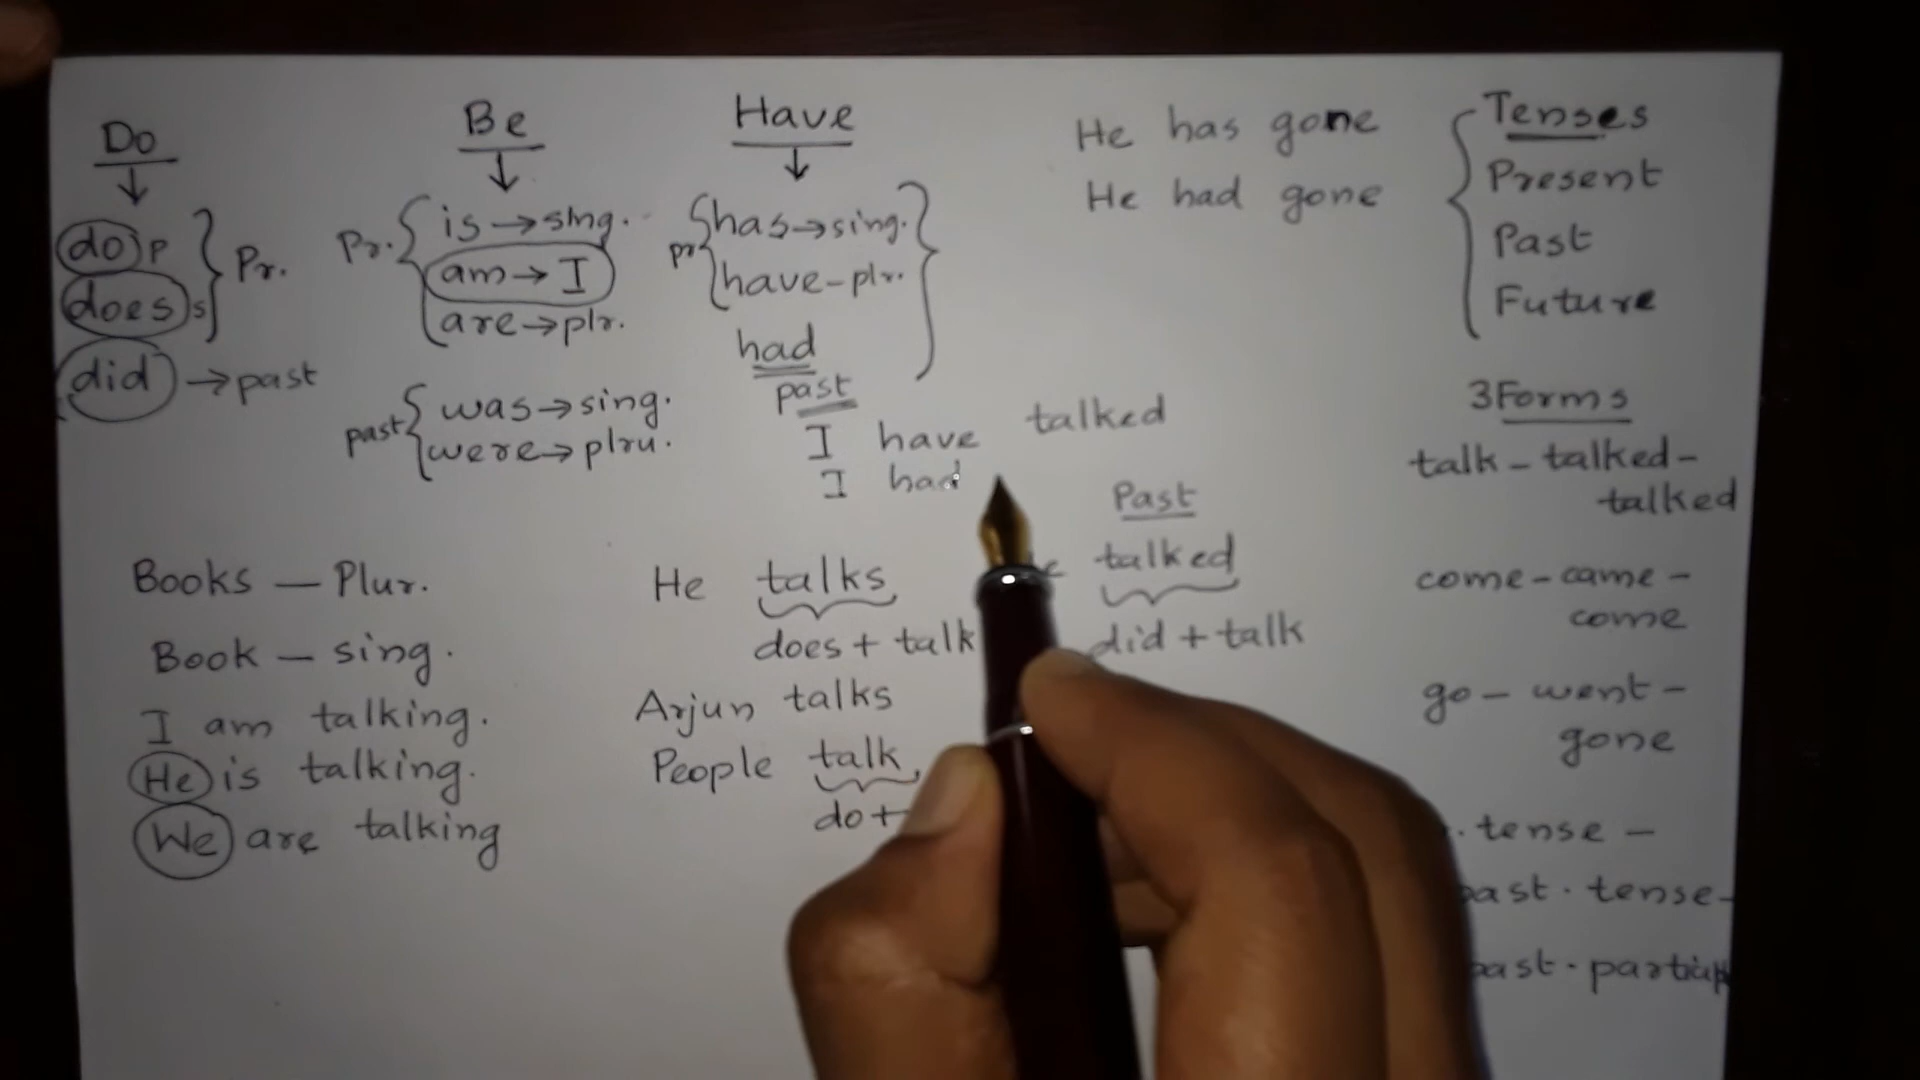 Do
↓
do p } Pr.
does s
did → past
Be
↓
Pr. { is → sing.
am → I
are → plr.
past { was → sing.
were → plru.
Have
↓
pr { has → sing. }
have - plr.
had
past
I have talked
I had
He has gone
He had gone
Books — Plur.
Book — sing.
I am talking.
He is talking.
We are talking
He talks
does + talk
Arjun talks
People talk
do +
Past
talked
did + talk
Tenses
Present
Past
Future
3 Forms
talk - talked -
talked
come - came -
come
go - went -
gone
tense -
past. tense -
past. particip